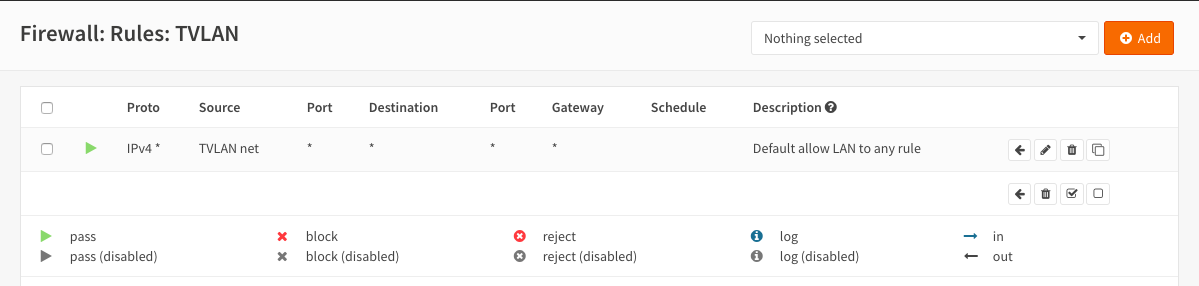 Firewall: Rules: TVLAN
Nothing selected
Add
Proto Source Port Destination Port Gateway Schedule Description
IPv4 * TVLAN net * * * * Default allow LAN to any rule
pass block reject log in
pass (disabled) block (disabled) reject (disabled) log (disabled) out